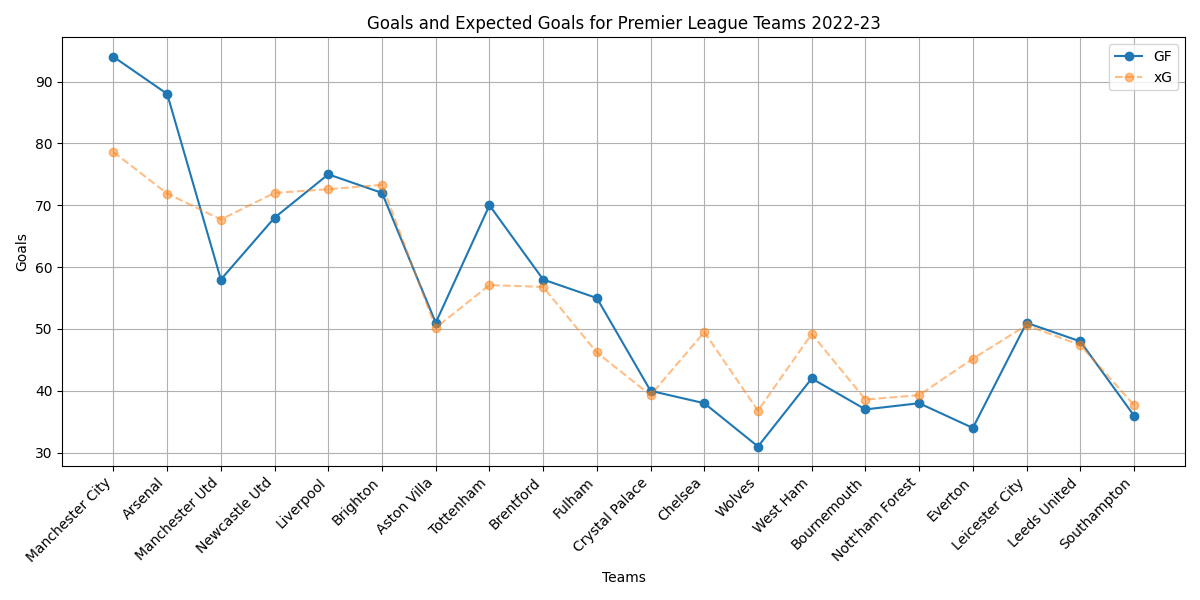 Goals and Expected Goals for Premier League Teams 2022-23
GF
xG
Goals
90
80
70
60
50
40
30
Manchester City
Arsenal
Manchester Utd
Newcastle Utd
Liverpool
Brighton
Aston Villa
Tottenham
Brentford
Fulham
Crystal Palace
Chelsea
Wolves
West Ham
Bournemouth
Nott'ham Forest
Everton
Leicester City
Leeds United
Southampton
Teams